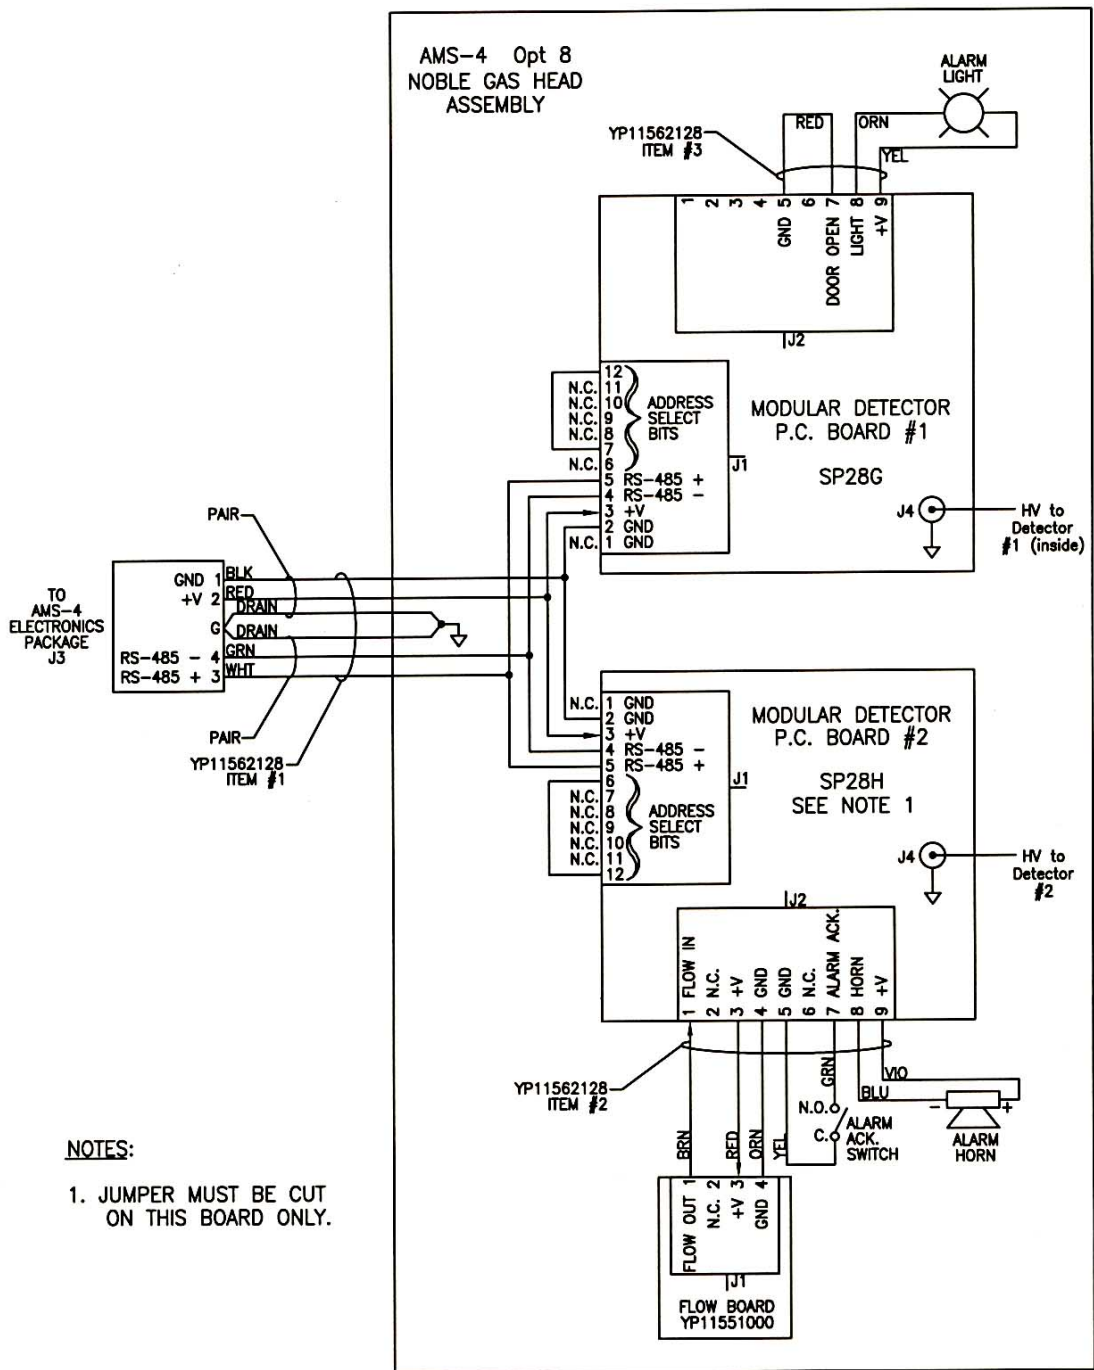 AMS-4 Opt 8
NOBLE GAS HEAD
ASSEMBLY
ALARM
LIGHT
YP11562128
ITEM #3
RED
ORN
YEL
1
2
3
4
5
6
7
8
9
GND
DOOR OPEN
LIGHT
+V
J2
12
N.C. 11
N.C. 10
N.C. 9
N.C. 8
7
N.C. 6
ADDRESS
SELECT
BITS
5 RS-485 +
4 RS-485 -
3 +V
2 GND
N.C. 1 GND
J1
MODULAR DETECTOR
P.C. BOARD #1
SP28G
J4
HV to
Detector
#1 (inside)
PAIR
TO
AMS-4
ELECTRONICS
PACKAGE
J3
GND 1 BLK
+V 2 RED
DRAIN
G
DRAIN
RS-485 - 4 GRN
RS-485 + 3 WHT
PAIR
YP11562128
ITEM #1
N.C. 1 GND
2 GND
3 +V
4 RS-485 -
5 RS-485 +
6
N.C. 7
N.C. 8
N.C. 9
N.C. 10
N.C. 11
12
ADDRESS
SELECT
BITS
J1
MODULAR DETECTOR
P.C. BOARD #2
SP28H
SEE NOTE 1
J4
HV to
Detector
#2
J2
1 FLOW IN
2 N.C.
3 +V
4 GND
5 GND
6 N.C.
7 ALARM ACK.
8 HORN
9 +V
YP11562128
ITEM #2
BRN
RED
ORN
YEL
GRN
BLU
VIO
N.O.
C.
ALARM
ACK.
SWITCH
- +
ALARM
HORN
FLOW OUT 1
N.C. 2
+V 3
GND 4
J1
FLOW BOARD
YP11551000
NOTES:
1. JUMPER MUST BE CUT
ON THIS BOARD ONLY.